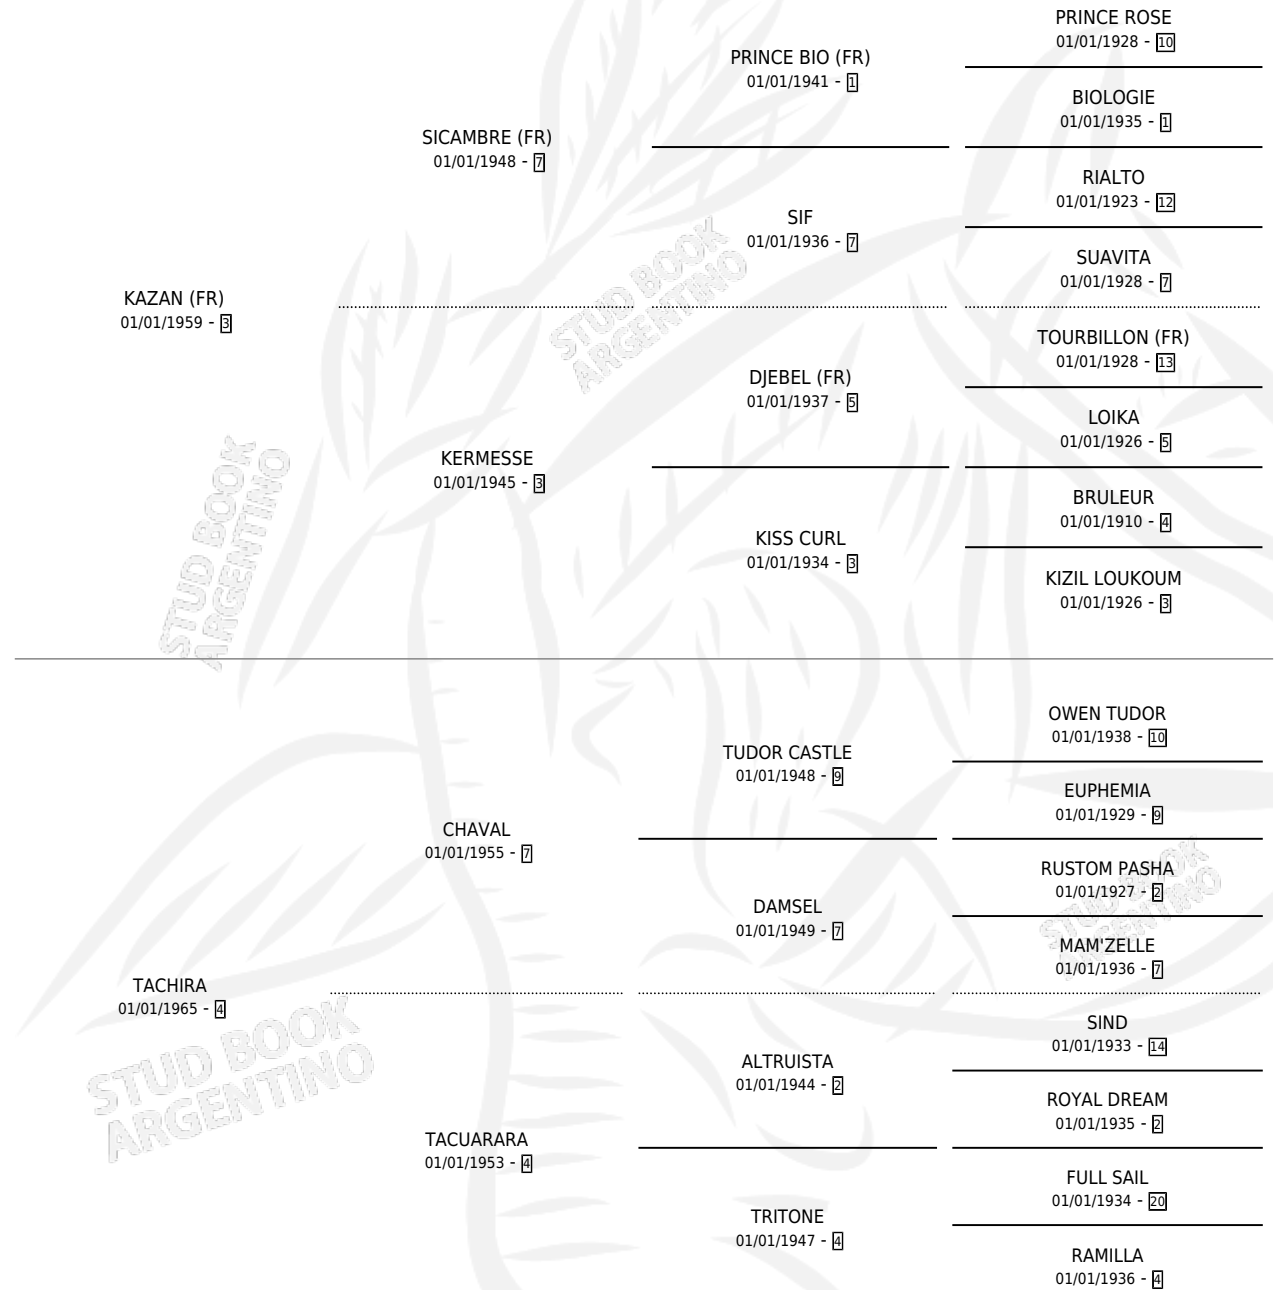 PRINCE ROSE
01/01/1928 - 10
PRINCE BIO (FR)
01/01/1941 - 1
BIOLOGIE
01/01/1935 - 1
SICAMBRE (FR)
01/01/1948 - 7
RIALTO
01/01/1923 - 12
SIF
01/01/1936 - 7
SUAVITA
01/01/1928 - 7
KAZAN (FR)
01/01/1959 - 3
TOURBILLON (FR)
01/01/1928 - 13
DJEBEL (FR)
01/01/1937 - 5
LOIKA
01/01/1926 - 5
KERMESSE
01/01/1945 - 3
BRULEUR
01/01/1910 - 4
KISS CURL
01/01/1934 - 3
KIZIL LOUKOUM
01/01/1926 - 3
OWEN TUDOR
01/01/1938 - 10
TUDOR CASTLE
01/01/1948 - 9
EUPHEMIA
01/01/1929 - 9
CHAVAL
01/01/1955 - 7
RUSTOM PASHA
01/01/1927 - 2
DAMSEL
01/01/1949 - 7
MAM'ZELLE
01/01/1936 - 7
TACHIRA
01/01/1965 - 4
SIND
01/01/1933 - 14
ALTRUISTA
01/01/1944 - 2
ROYAL DREAM
01/01/1935 - 2
TACUARARA
01/01/1953 - 4
FULL SAIL
01/01/1934 - 20
TRITONE
01/01/1947 - 4
RAMILLA
01/01/1936 - 4
STUD BOOK
ARGENTINO
STUD BOOK
ARGENTINO
STUD BOOK
ARGENTINO
STUD BOOK
ARGENTINO